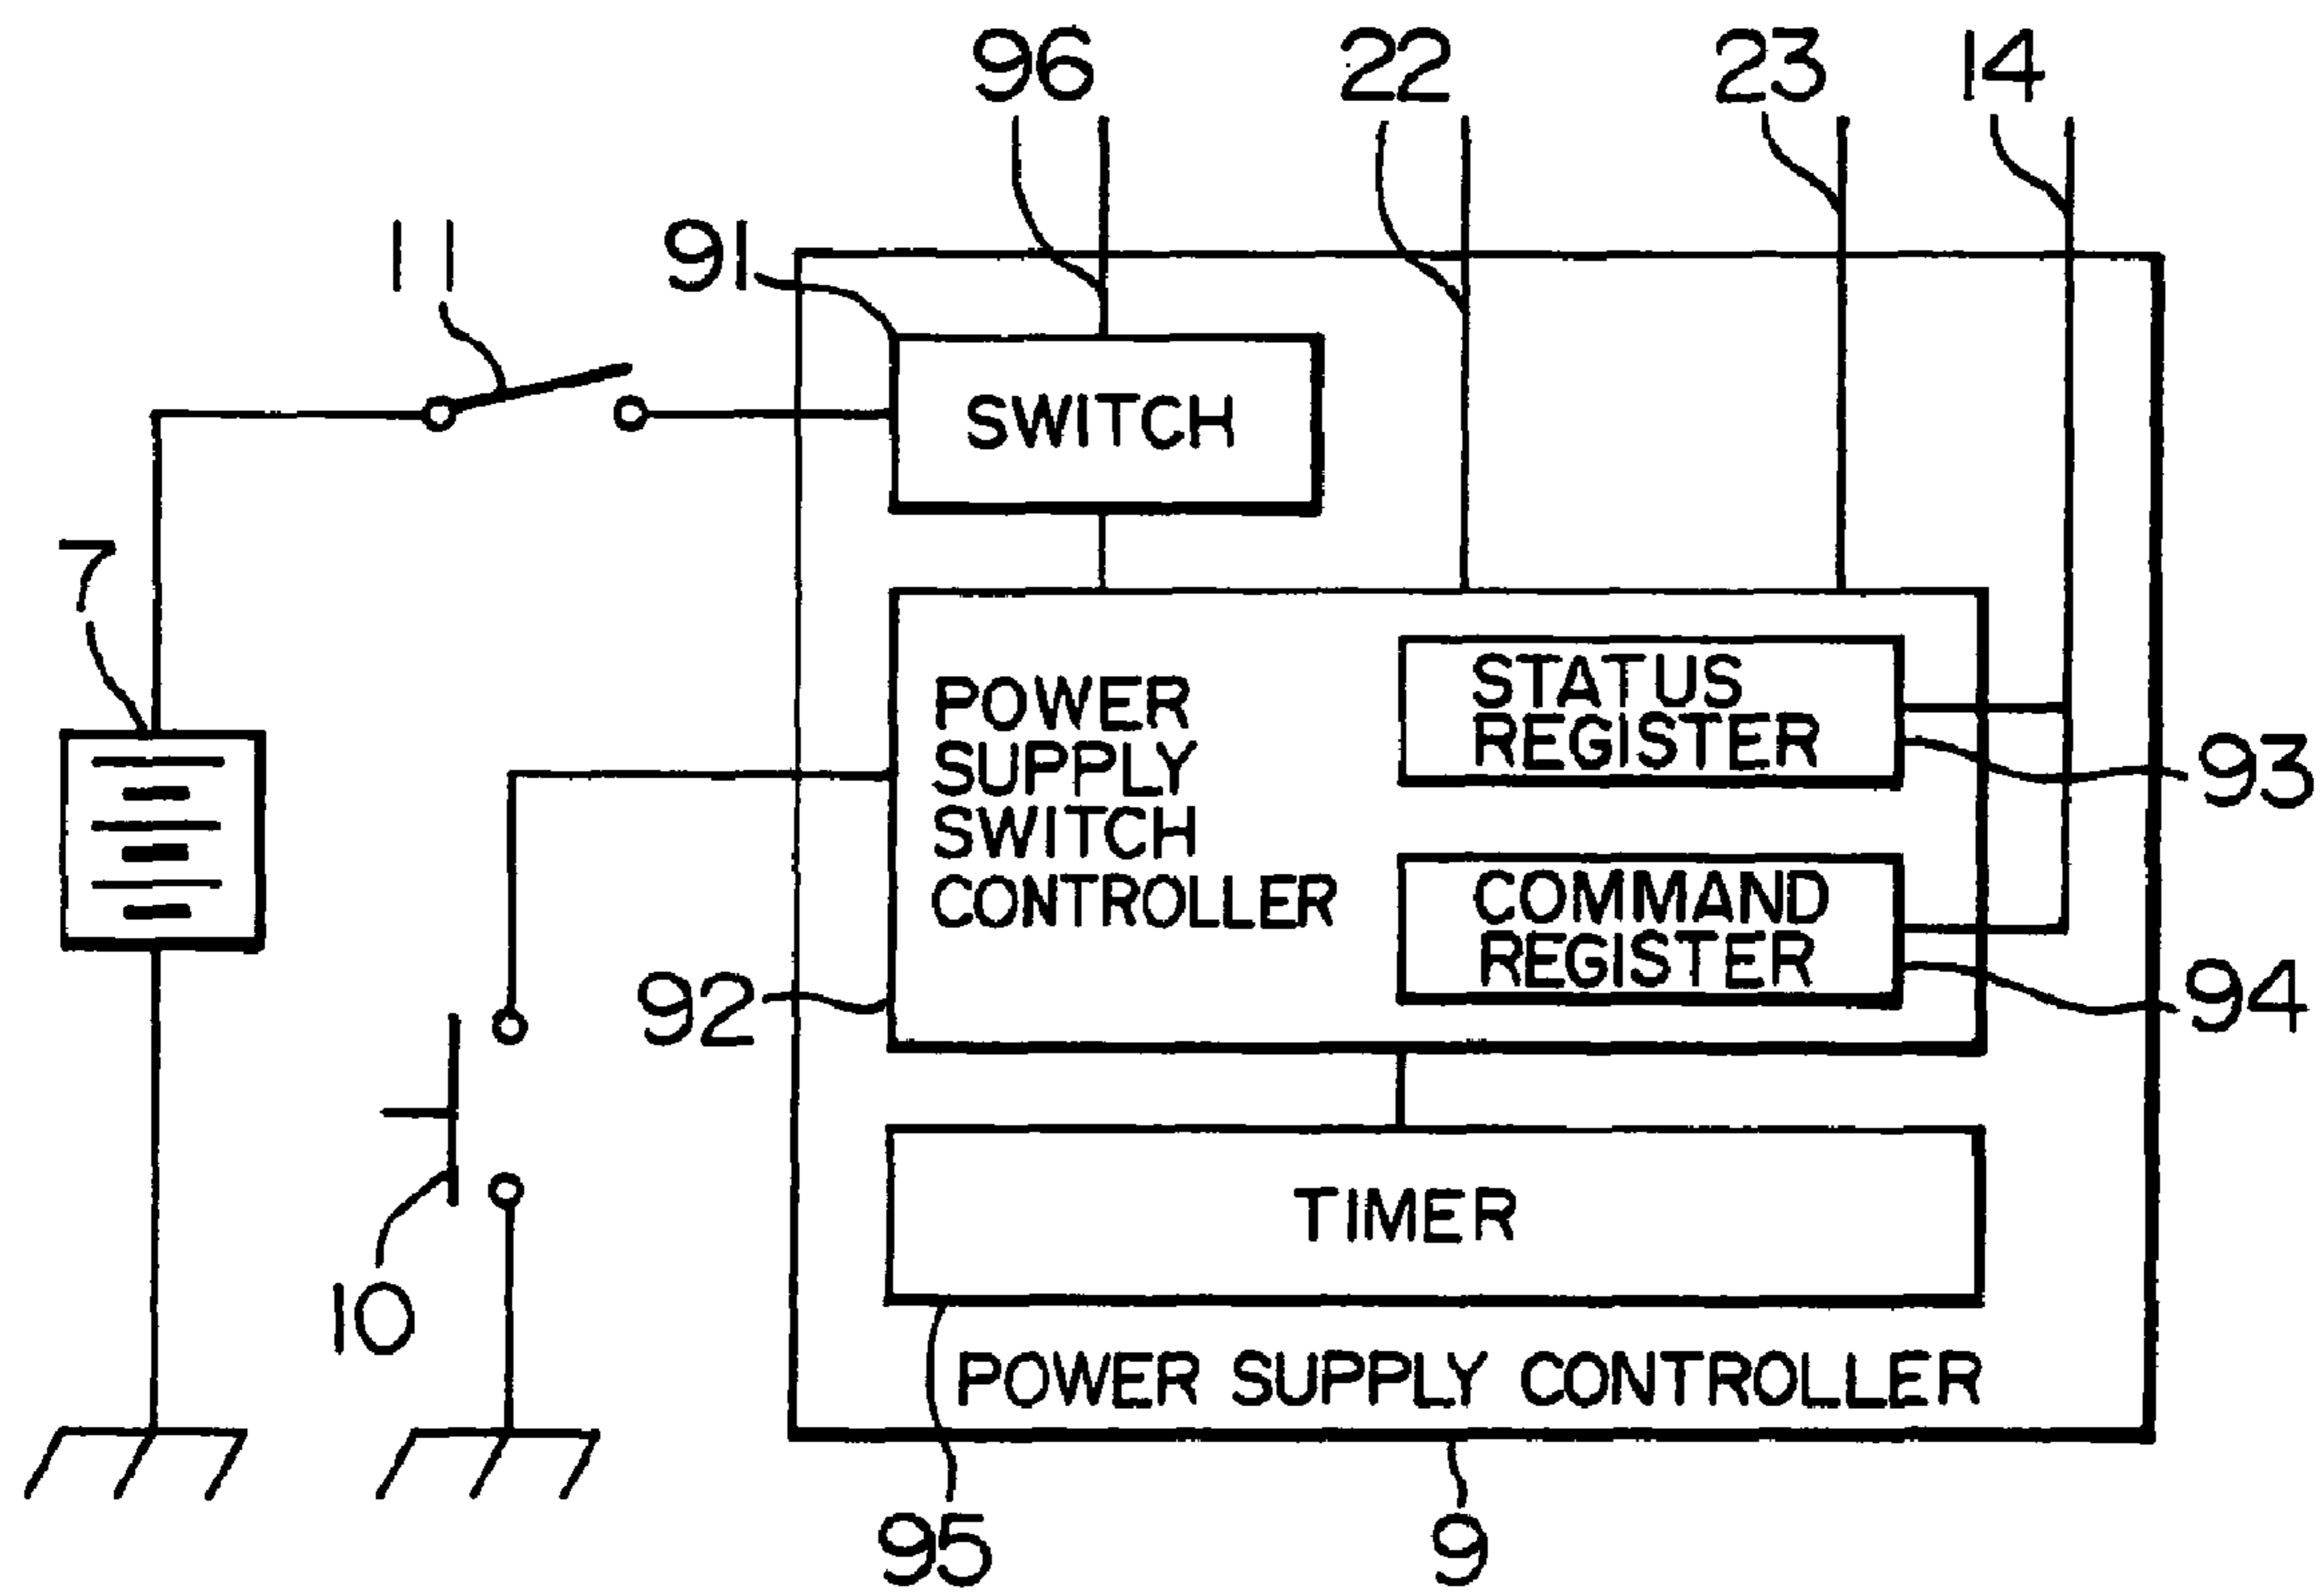 96
22
23
14
11
91
SWITCH
7
POWER
SUPPLY
SWITCH
CONTROLLER
STATUS
REGISTER
93
COMMAND
REGISTER
94
92
TIMER
10
POWER SUPPLY CONTROLLER
95
9